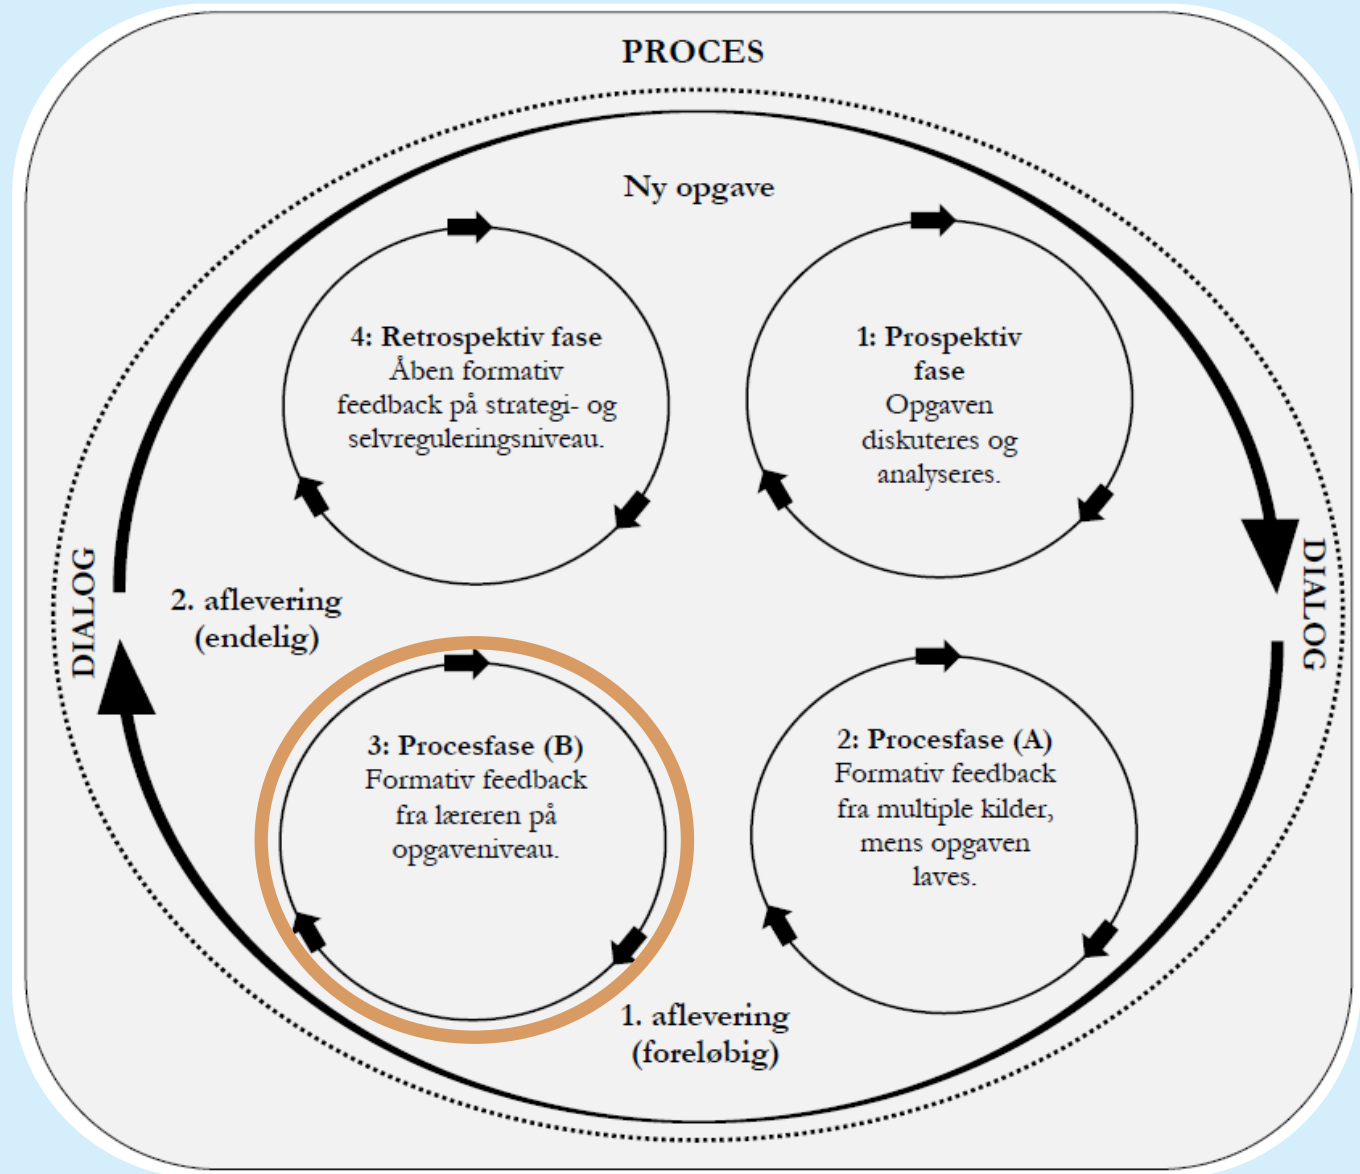 PROCES
Ny opgave
4: Retrospektiv fase
Åben formativ
feedback på strategi- og
selvreguleringsniveau.
1: Prospektiv
fase
Opgaven
diskuteres og
analyseres.
DIALOG
DIALOG
2. aflevering
(endelig)
3: Procesfase (B)
Formativ feedback
fra læreren på
opgaveniveau.
2: Procesfase (A)
Formativ feedback
fra multiple kilder,
mens opgaven
laves.
1. aflevering
(foreløbig)